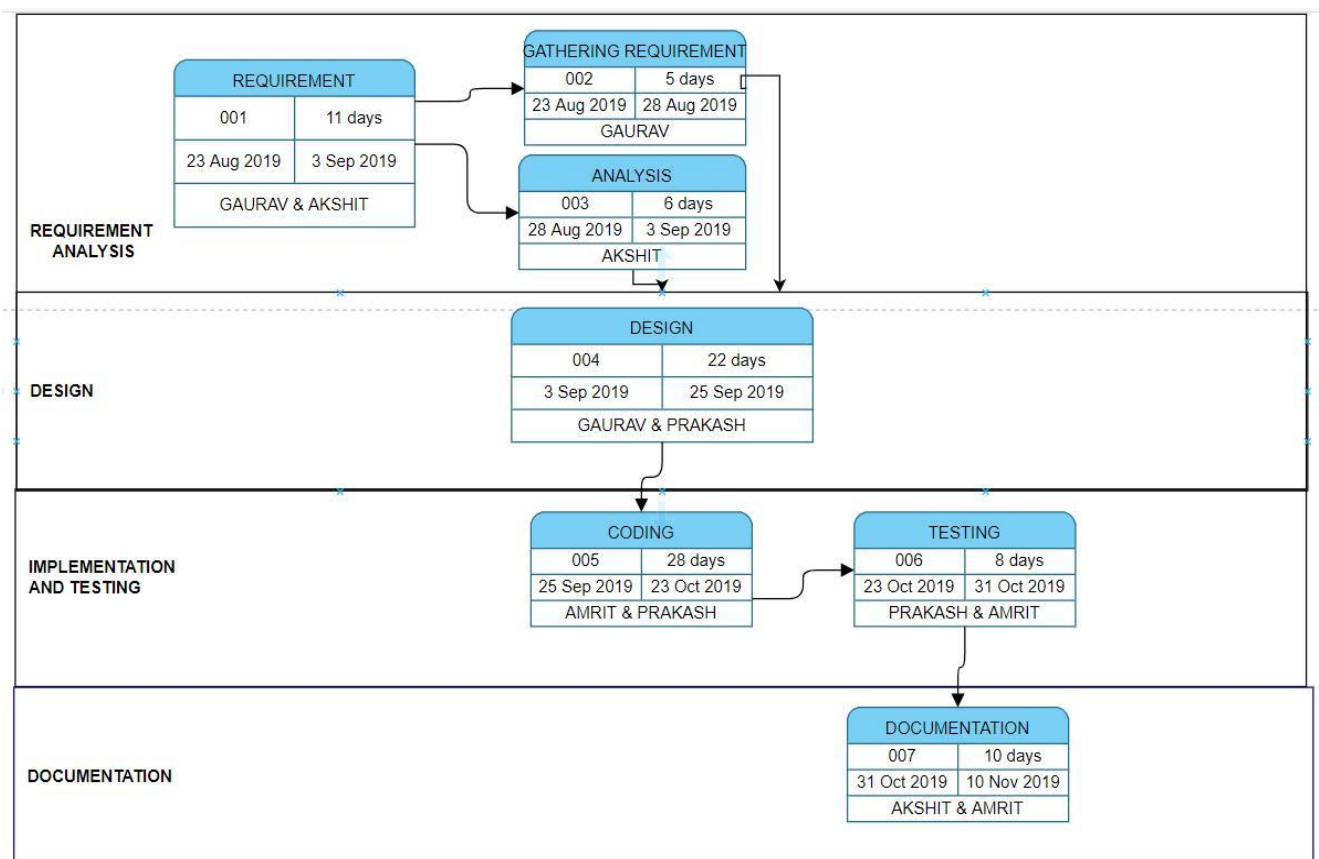 REQUIREMENT
001 11 days
23 Aug 2019 3 Sep 2019
GAURAV & AKSHIT
GATHERING REQUIREMENT
002 5 days
23 Aug 2019 28 Aug 2019
GAURAV
ANALYSIS
003 6 days
28 Aug 2019 3 Sep 2019
AKSHIT
REQUIREMENT
ANALYSIS
DESIGN
004 22 days
3 Sep 2019 25 Sep 2019
GAURAV & PRAKASH
DESIGN
CODING
005 28 days
25 Sep 2019 23 Oct 2019
AMRIT & PRAKASH
TESTING
006 8 days
23 Oct 2019 31 Oct 2019
PRAKASH & AMRIT
IMPLEMENTATION
AND TESTING
DOCUMENTATION
007 10 days
31 Oct 2019 10 Nov 2019
AKSHIT & AMRIT
DOCUMENTATION